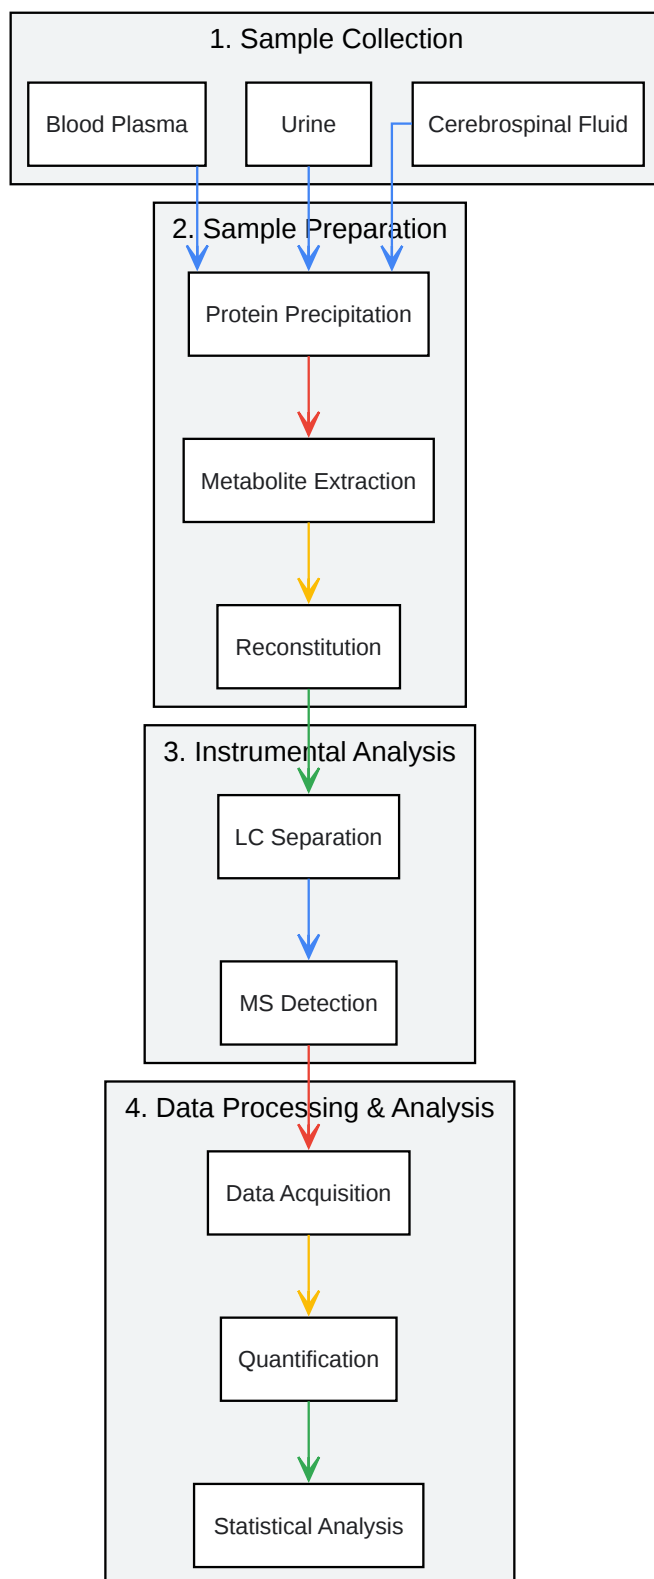 1. Sample Collection
Blood Plasma
Urine
Cerebrospinal Fluid
2. Sample Preparation
Protein Precipitation
Metabolite Extraction
Reconstitution
3. Instrumental Analysis
LC Separation
MS Detection
4. Data Processing & Analysis
Data Acquisition
Quantification
Statistical Analysis